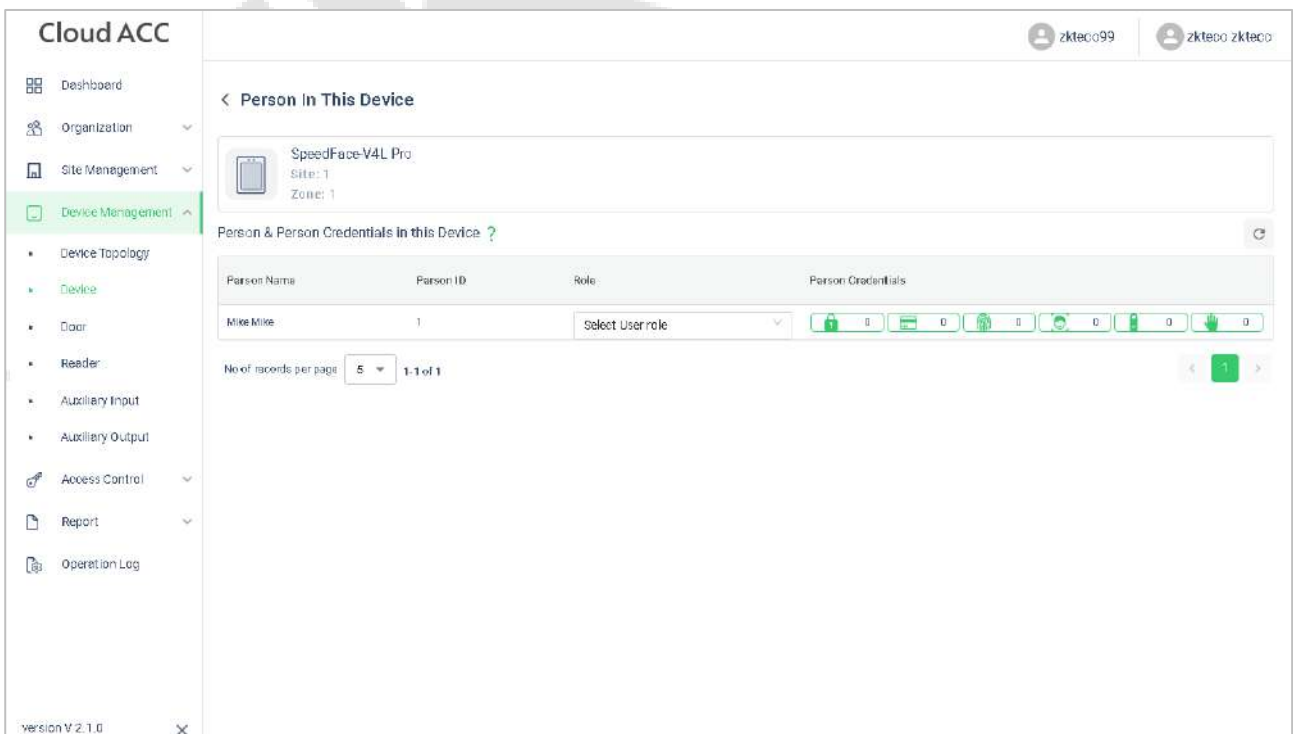 Cloud ACC
zkteco99
zkteco zkteco
Dashboard
Organization
Site Management
Device Management
Device Topology
Device
Door
Reader
Auxiliary Input
Auxiliary Output
Access Control
Report
Operation Log
version V 2.1.0
Person In This Device
SpeedFace-V4L Pro
Site: 1
Zone: 1
Person & Person Credentials in this Device ?
Person Name Person ID Role Person Credentials
Mike Mike 1 Select User role 0 0 0 0 0 0
No of records per page 5 1-1 of 1 < 1 >